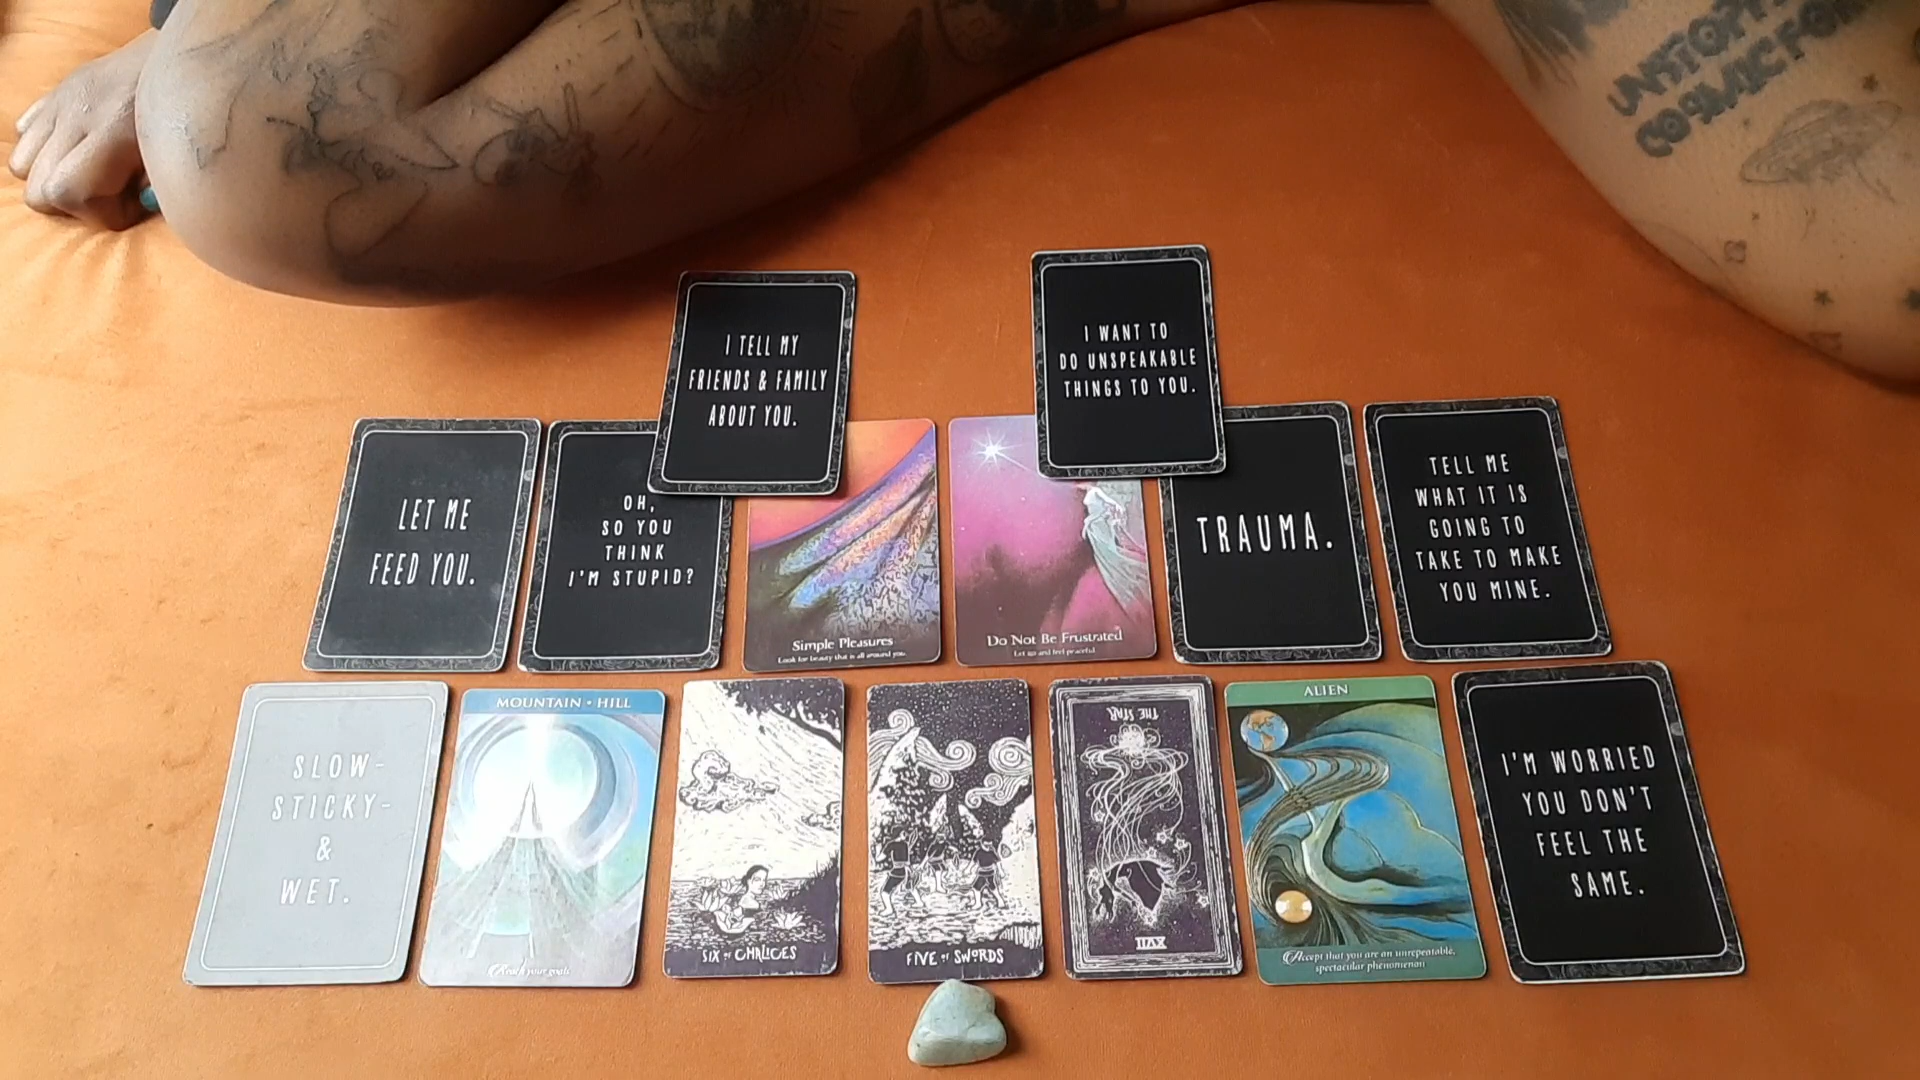 UNSTOPP
COSMIC FO
I TELL MY
FRIENDS & FAMILY
ABOUT YOU.
I WANT TO
DO UNSPEAKABLE
THINGS TO YOU.
LET ME
FEED YOU.
OH,
SO YOU
THINK
I'M STUPID?
Simple Pleasures
Look for beauty that is all around you.
Do Not Be Frustrated
Let go and feel peaceful.
TRAUMA.
TELL ME
WHAT IT IS
GOING TO
TAKE TO MAKE
YOU MINE.
SLOW-
STICKY-
&
WET.
MOUNTAIN • HILL
Reach your goals
SIX OF CHALICES
FIVE OF SWORDS
THE STAR
XVII
ALIEN
Accept that you are an unrepeatable,
spectacular phenomenon
I'M WORRIED
YOU DON'T
FEEL THE
SAME.